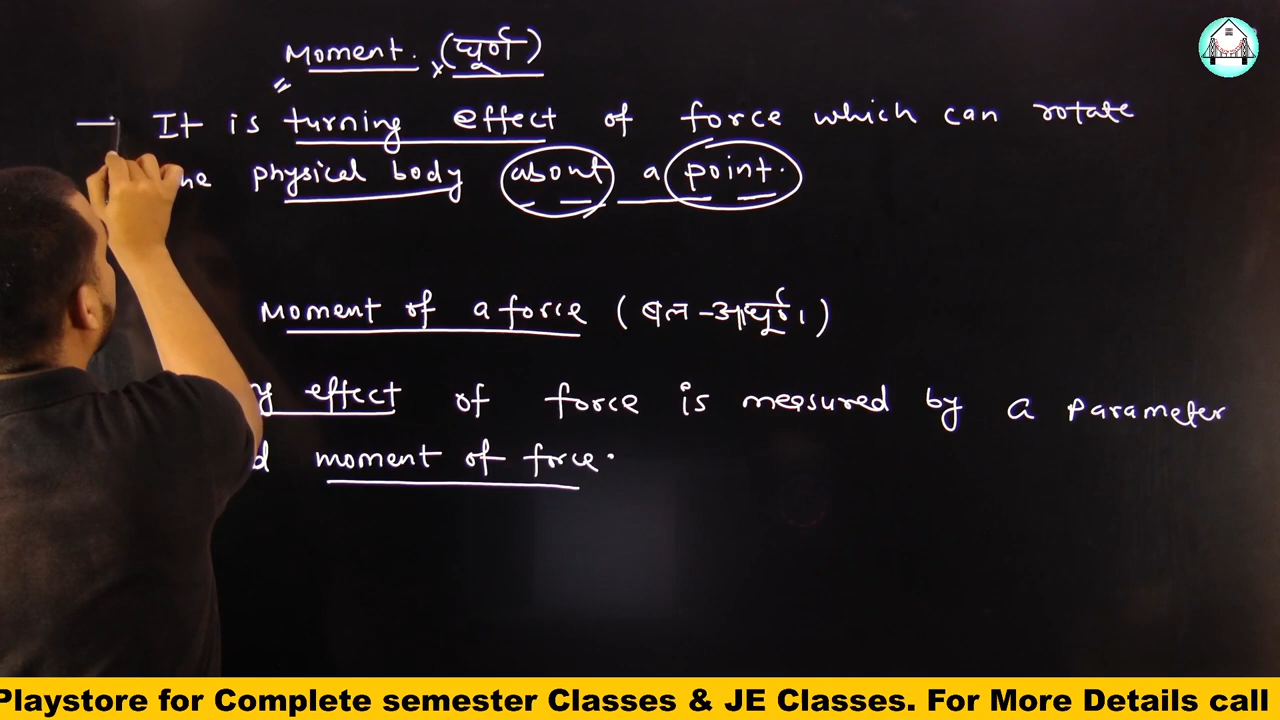 Moment. (घूर्ण)
It is turning effect of force which can rotate
physical body about a point.
Moment of a force (बल-आघूर्ण)
effect of force is measured by a parameter
moment of force.
Playstore for Complete semester Classes & JE Classes. For More Details call